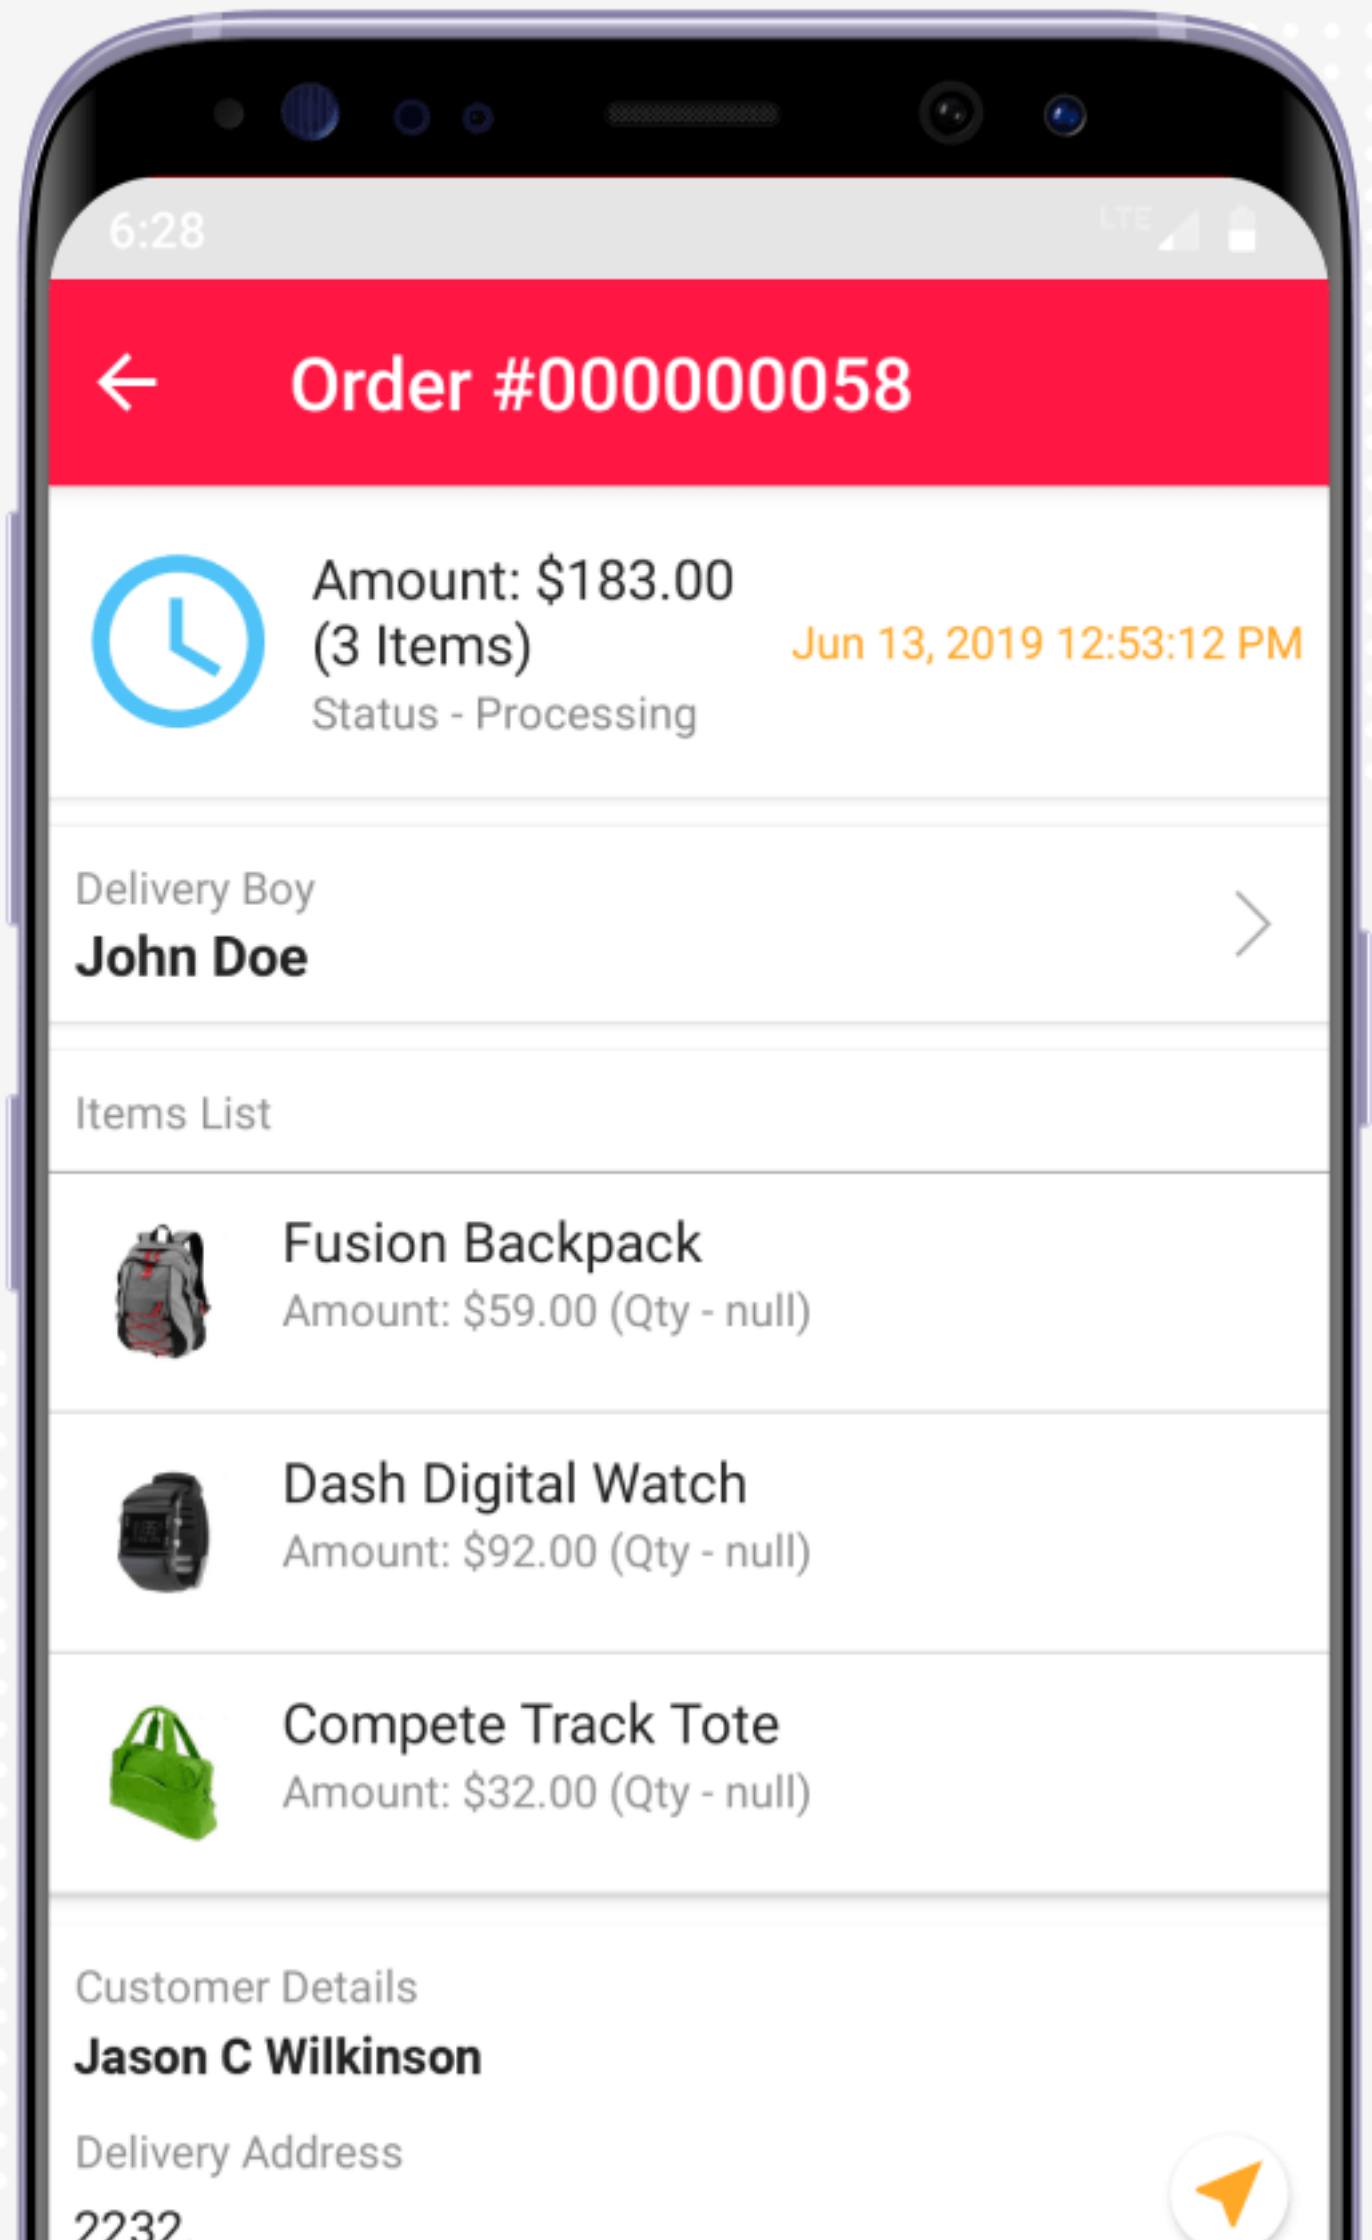 6:28
LTE
Order #000000058
Amount: $183.00
(3 Items)
Jun 13, 2019 12:53:12 PM
Status - Processing
Delivery Boy
John Doe
Items List
Fusion Backpack
Amount: $59.00 (Qty - null)
Dash Digital Watch
Amount: $92.00 (Qty - null)
Compete Track Tote
Amount: $32.00 (Qty - null)
Customer Details
Jason C Wilkinson
Delivery Address
2232,